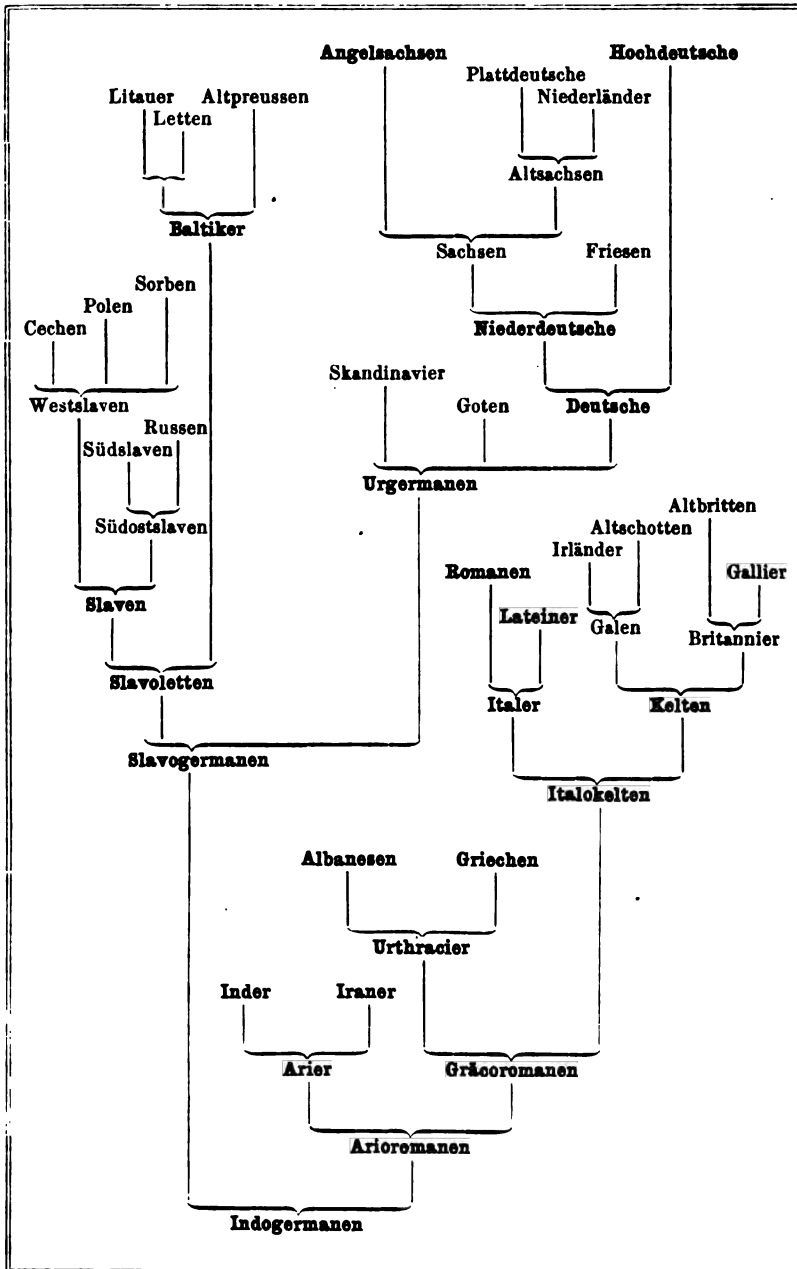 Angelsachsen Hochdeutsche
Plattdeutsche
Litauer Altpreussen Niederländer
Letten
Altsachsen
Baltiker
Sachsen Friesen
Sorben
Polen
Cechen Niederdeutsche
Skandinavier
Westslaven Goten Deutsche
Russen
Südslaven
Urgermanen
Altbritten
Südostslaven Altschotten
Irländer
Romanen Gallier
Slaven
Lateiner Galen
Britannier
Slavoletten
Italer Kelten
Slavogermanen
Italokelten
Albanesen Griechen
Urthracier
Inder Iraner
Arier Gräcoromanen
Arioromanen
Indogermanen